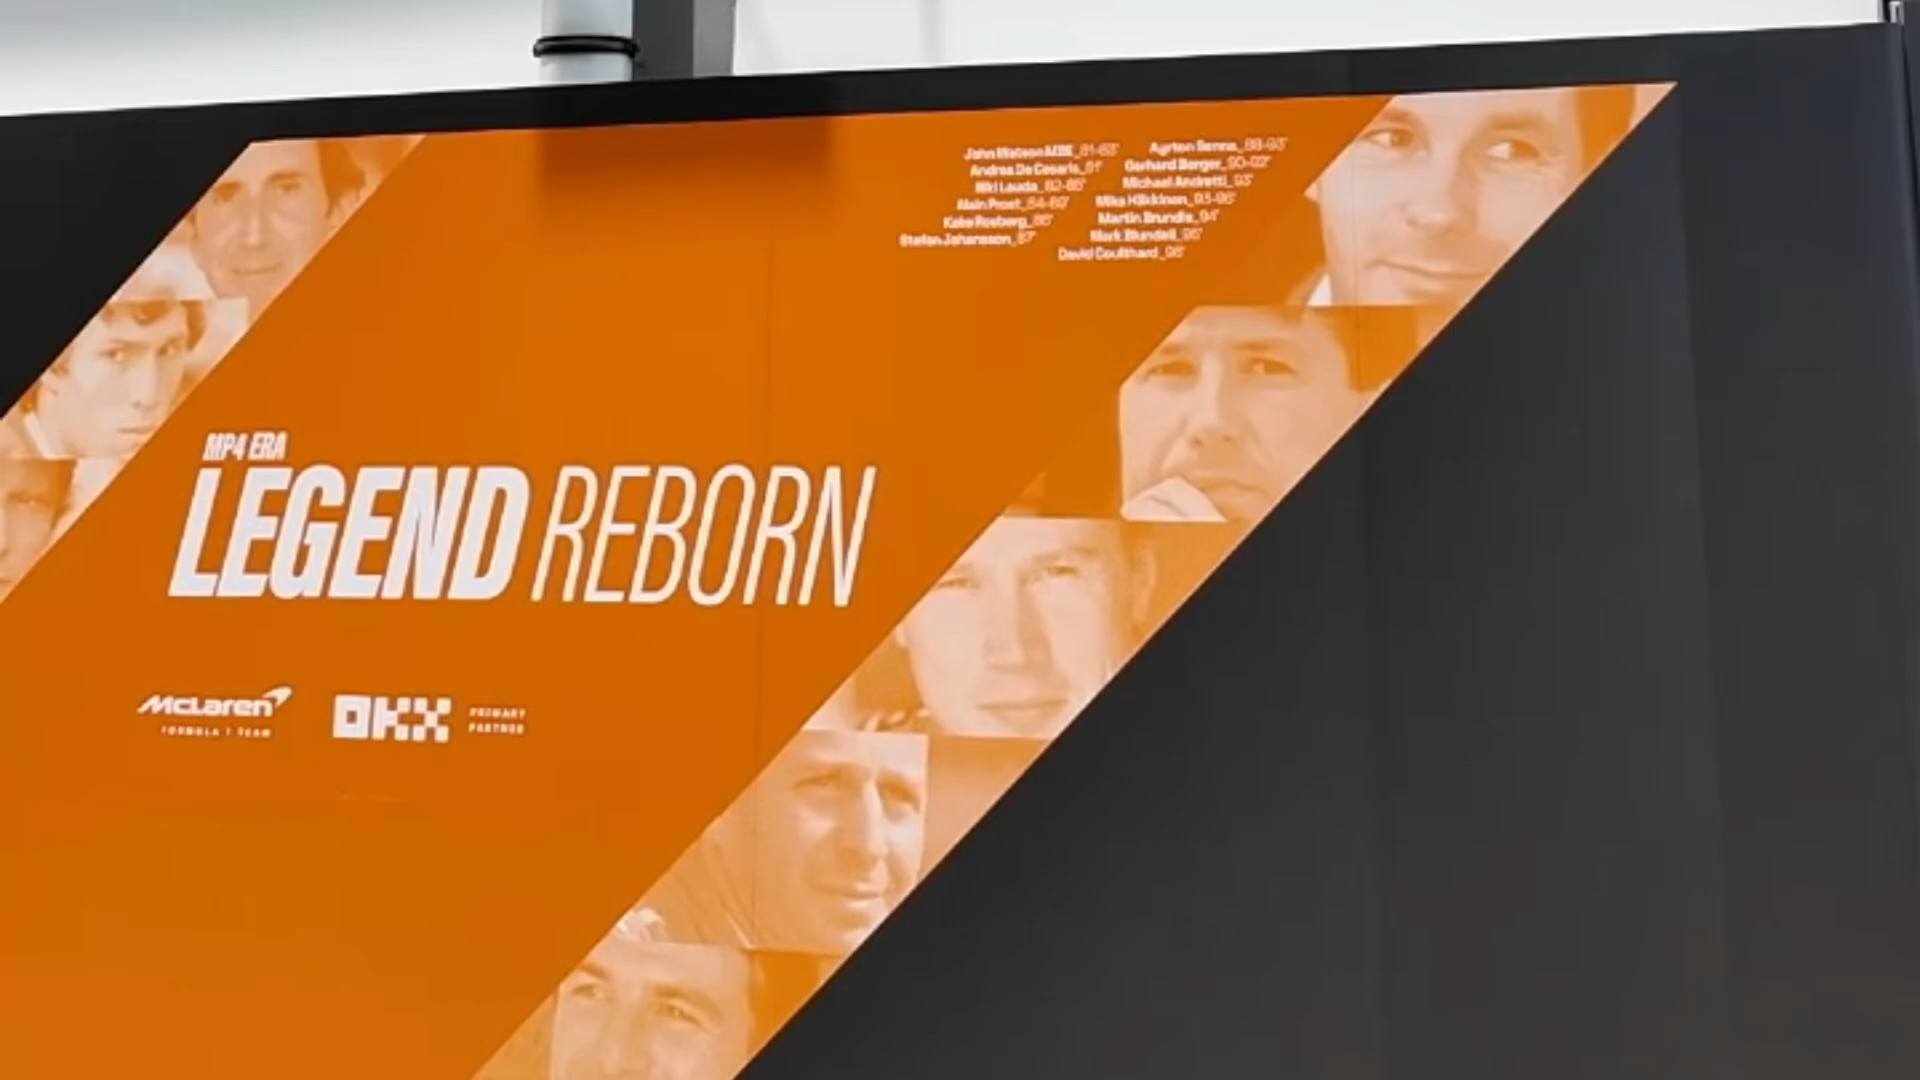 John Watson MBE_81-83'
Andrea De Cesaris_81'
Niki Lauda_82-85'
Alain Prost_84-89'
Keke Rosberg_86'
Stefan Johansson_87'
Ayrton Senna_88-93'
Gerhard Berger_90-92'
Michael Andretti_93'
Mika Häkkinen_93-96'
Martin Brundle_94'
Mark Blundell_95'
David Coulthard_96'
MP4 ERA
LEGEND REBORN
McLaren
FORMULA 1 TEAM
OKX
PRIMARY
PARTNER